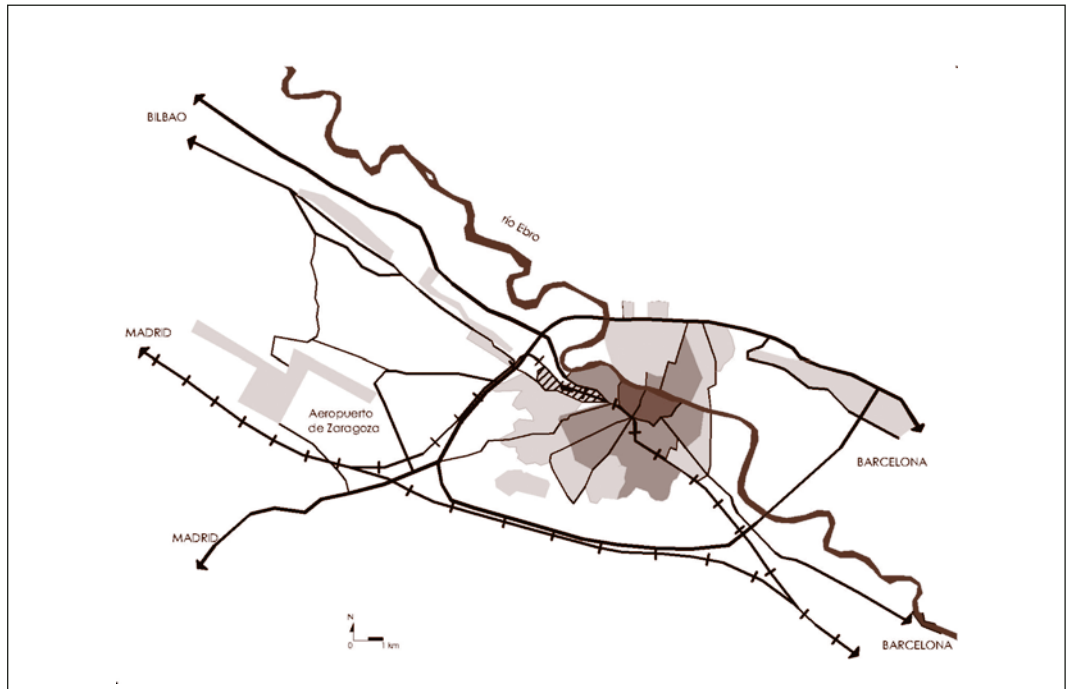 BILBAO
río Ebro
MADRID
Aeropuerto
de Zaragoza
BARCELONA
MADRID
N
0 1 km
BARCELONA